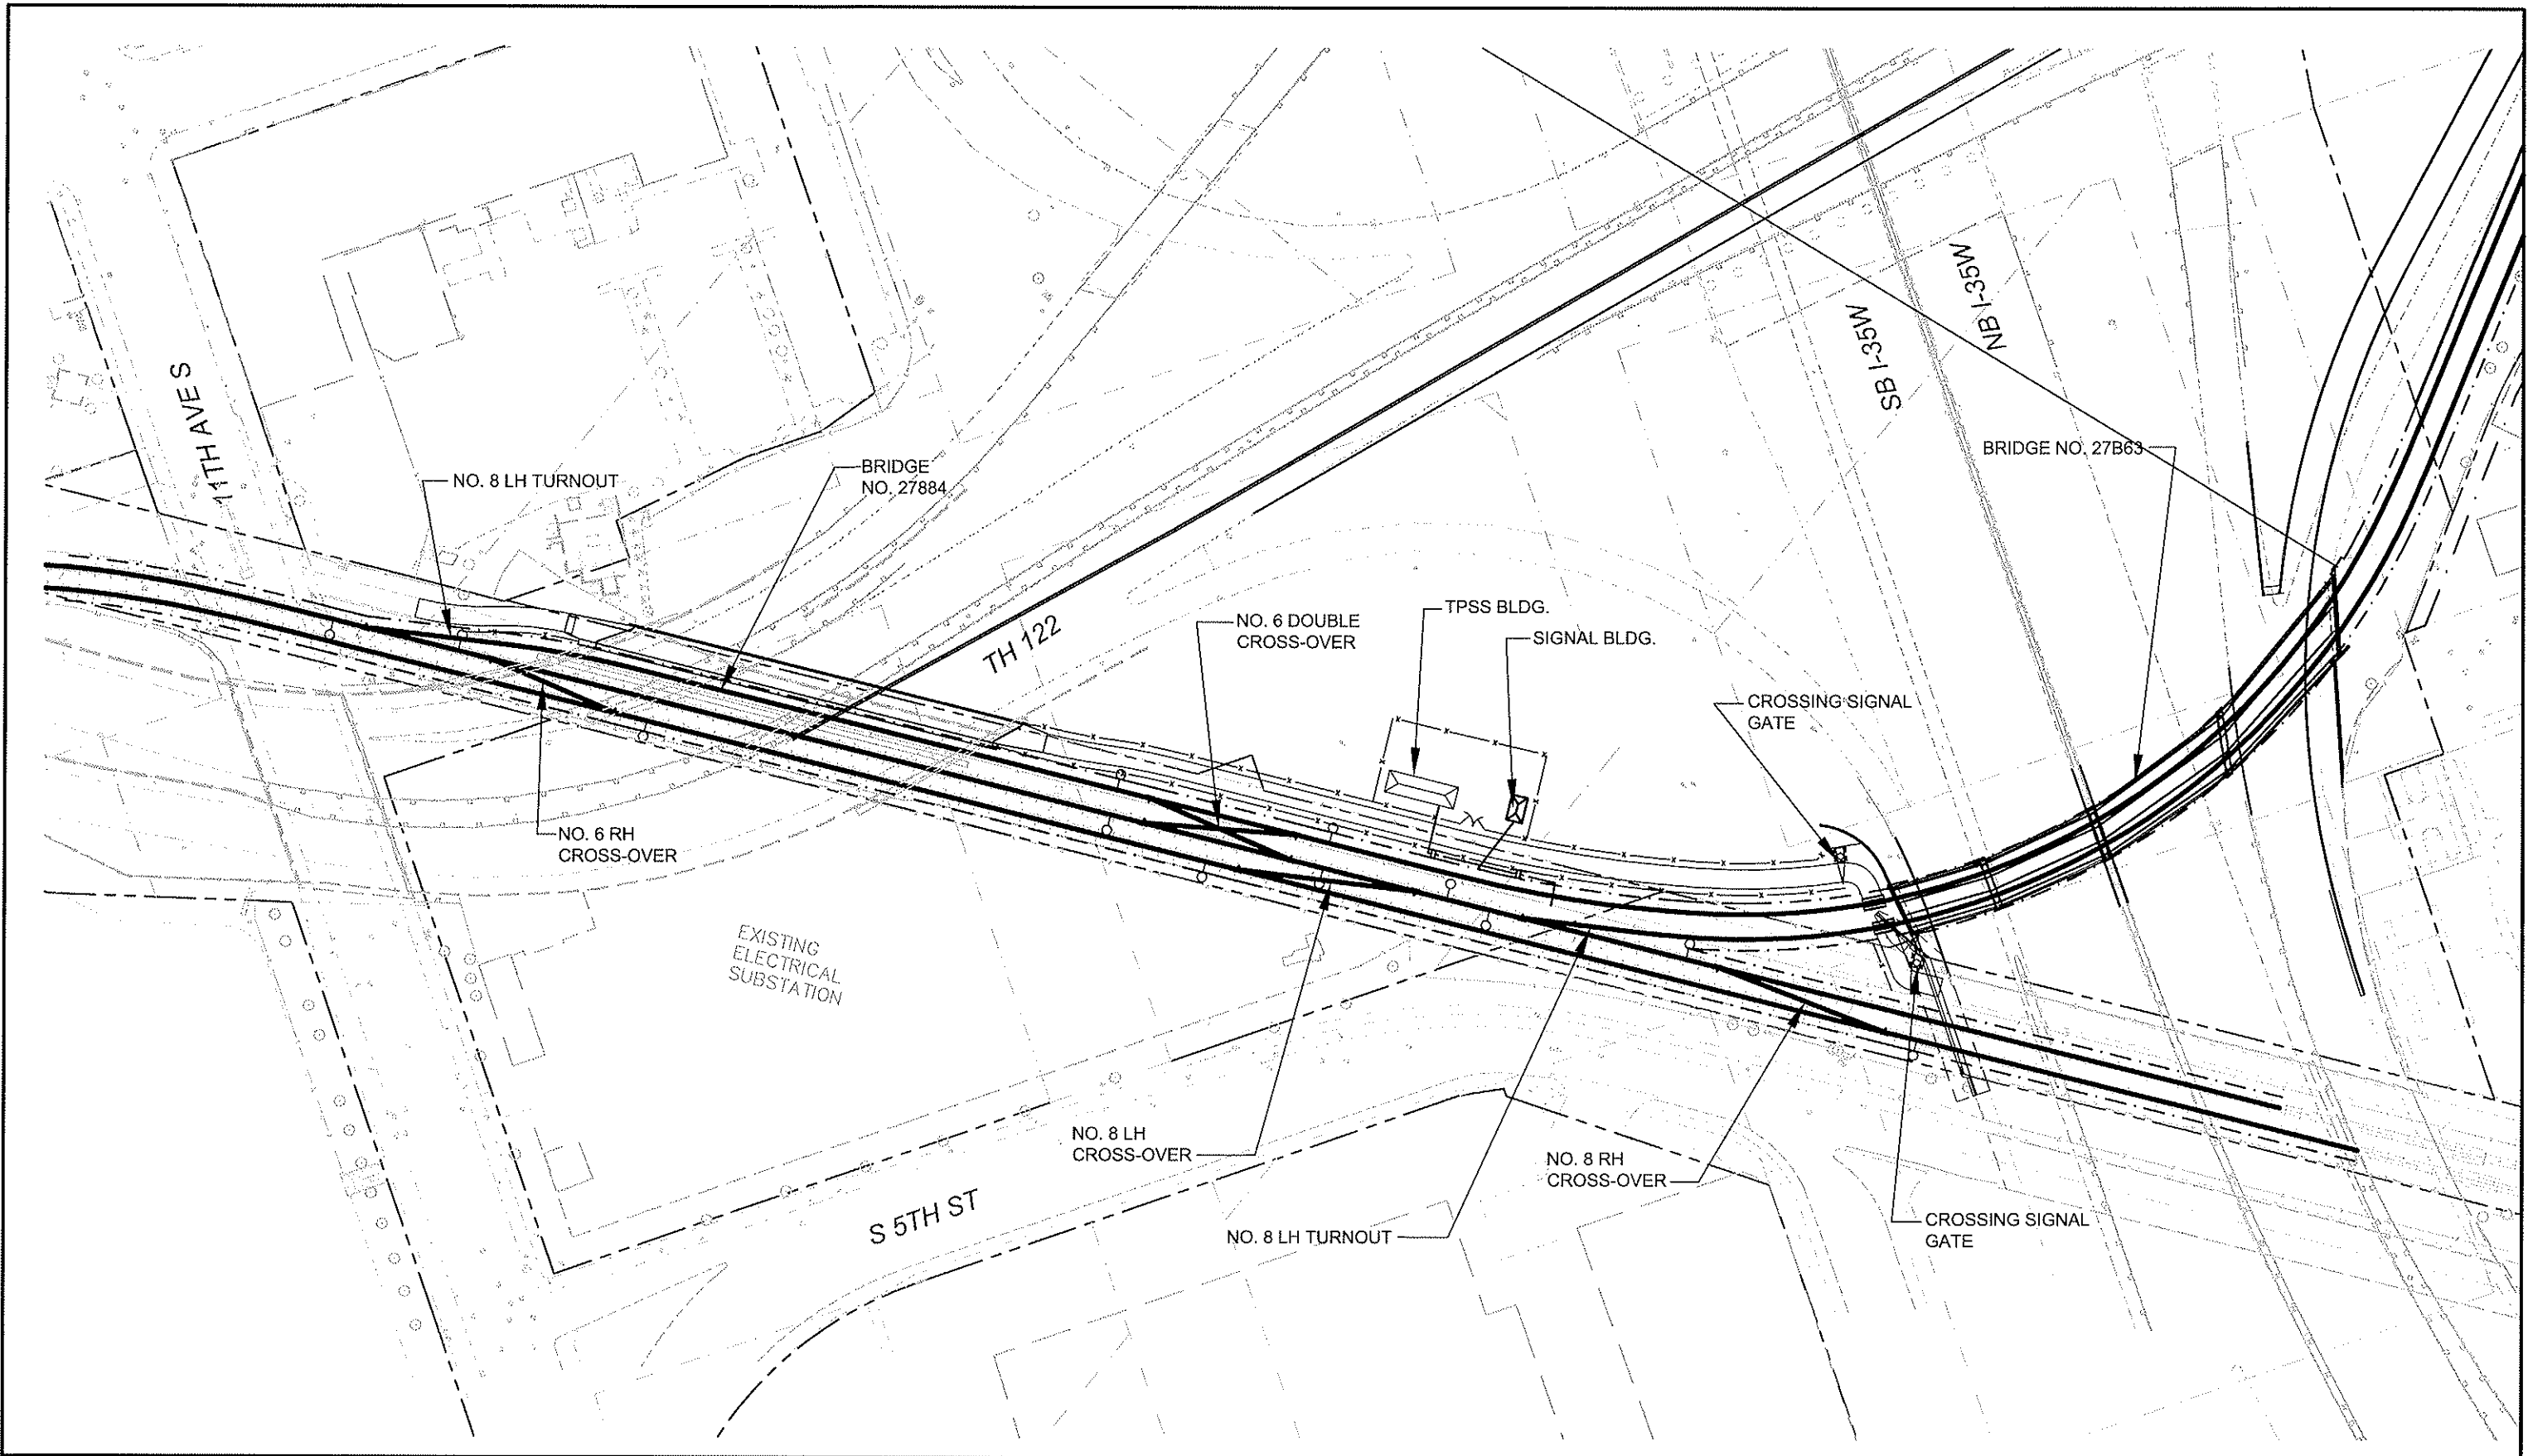 11TH AVE S
NO. 8 LH TURNOUT
BRIDGE
NO. 27884
TH 122
NO. 6 DOUBLE
CROSS-OVER
TPSS BLDG.
SIGNAL BLDG.
SB I-35W
NB I-35W
BRIDGE NO. 27B63
CROSSING SIGNAL
GATE
NO. 6 RH
CROSS-OVER
EXISTING
ELECTRICAL
SUBSTATION
NO. 8 LH
CROSS-OVER
S 5TH ST
NO. 8 LH TURNOUT
NO. 8 RH
CROSS-OVER
CROSSING SIGNAL
GATE